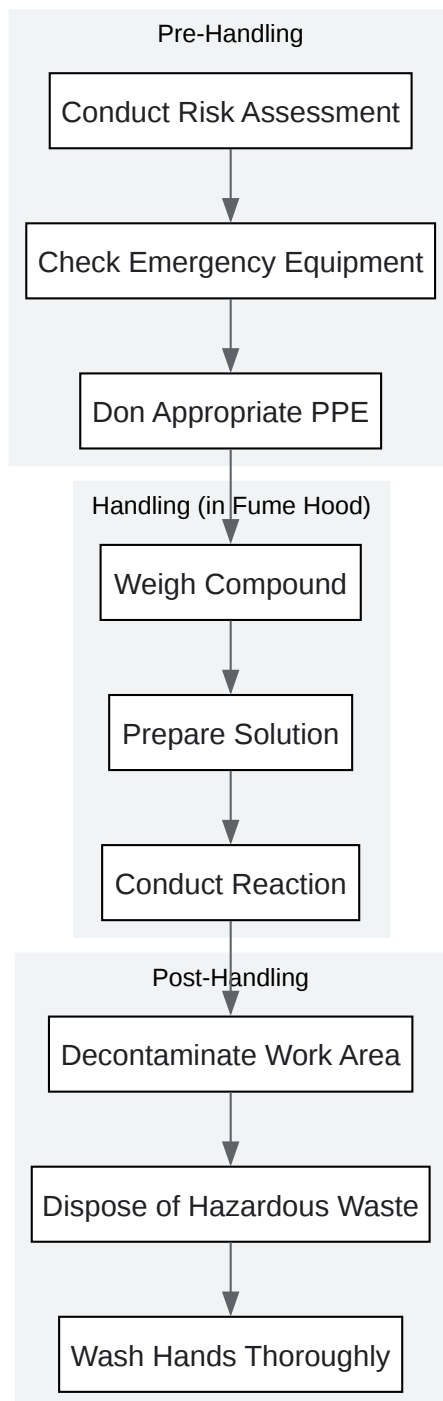 Pre-Handling
Conduct Risk Assessment
Check Emergency Equipment
Don Appropriate PPE
Handling (in Fume Hood)
Weigh Compound
Prepare Solution
Conduct Reaction
Post-Handling
Decontaminate Work Area
Dispose of Hazardous Waste
Wash Hands Thoroughly